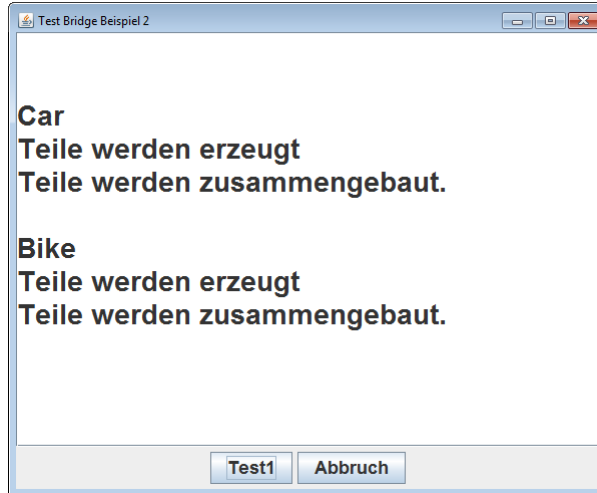 Test Bridge Beispiel 2
Car
Teile werden erzeugt
Teile werden zusammengebaut.
Bike
Teile werden erzeugt
Teile werden zusammengebaut.
Test1 Abbruch